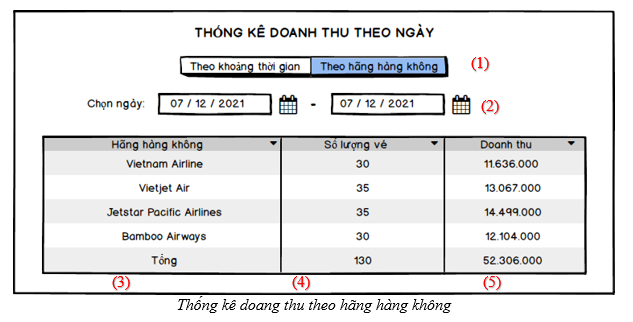 THỐNG KÊ DOANH THU THEO NGÀY
Theo khoảng thời gian Theo hãng hàng không (1)
Chọn ngày: 07 / 12 / 2021 - 07 / 12 / 2021 (2)
Hãng hàng không Số lượng vé Doanh thu
Vietnam Airline 30 11.636.000
Vietjet Air 35 13.067.000
Jetstar Pacific Airlines 35 14.499.000
Bamboo Airways 30 12.104.000
Tổng 130 52.306.000
(3) (4) (5)
Thống kê doang thu theo hãng hàng không